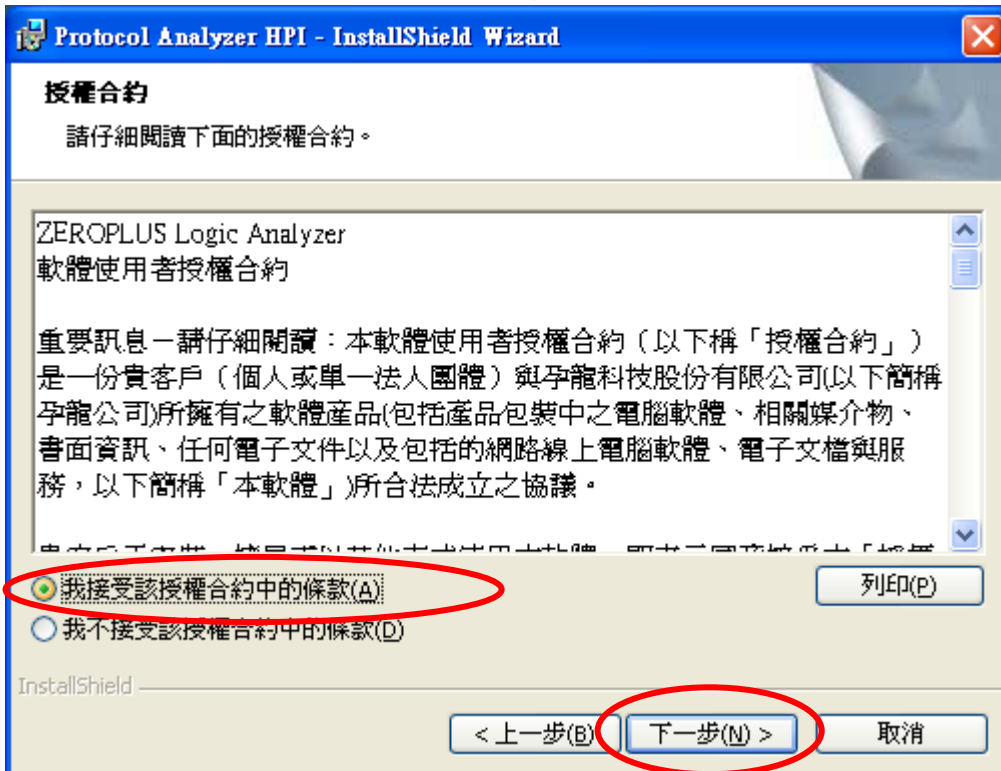 Protocol Analyzer HPI - InstallShield Wizard
授權合約
請仔細閱讀下面的授權合約。
ZEROPLUS Logic Analyzer
軟體使用者授權合約
重要訊息－請仔細閱讀：本軟體使用者授權合約（以下稱「授權合約」）
是一份貴客戶（個人或單一法人團體）與孕龍科技股份有限公司(以下簡稱
孕龍公司)所擁有之軟體產品(包括產品包裝中之電腦軟體、相關媒介物、
書面資訊、任何電子文件以及包括的網路線上電腦軟體、電子文檔與服
務，以下簡稱「本軟體」)所合法成立之協議。
我接受該授權合約中的條款(A)
列印(P)
我不接受該授權合約中的條款(D)
InstallShield
< 上一步(B)
下一步(N) >
取消